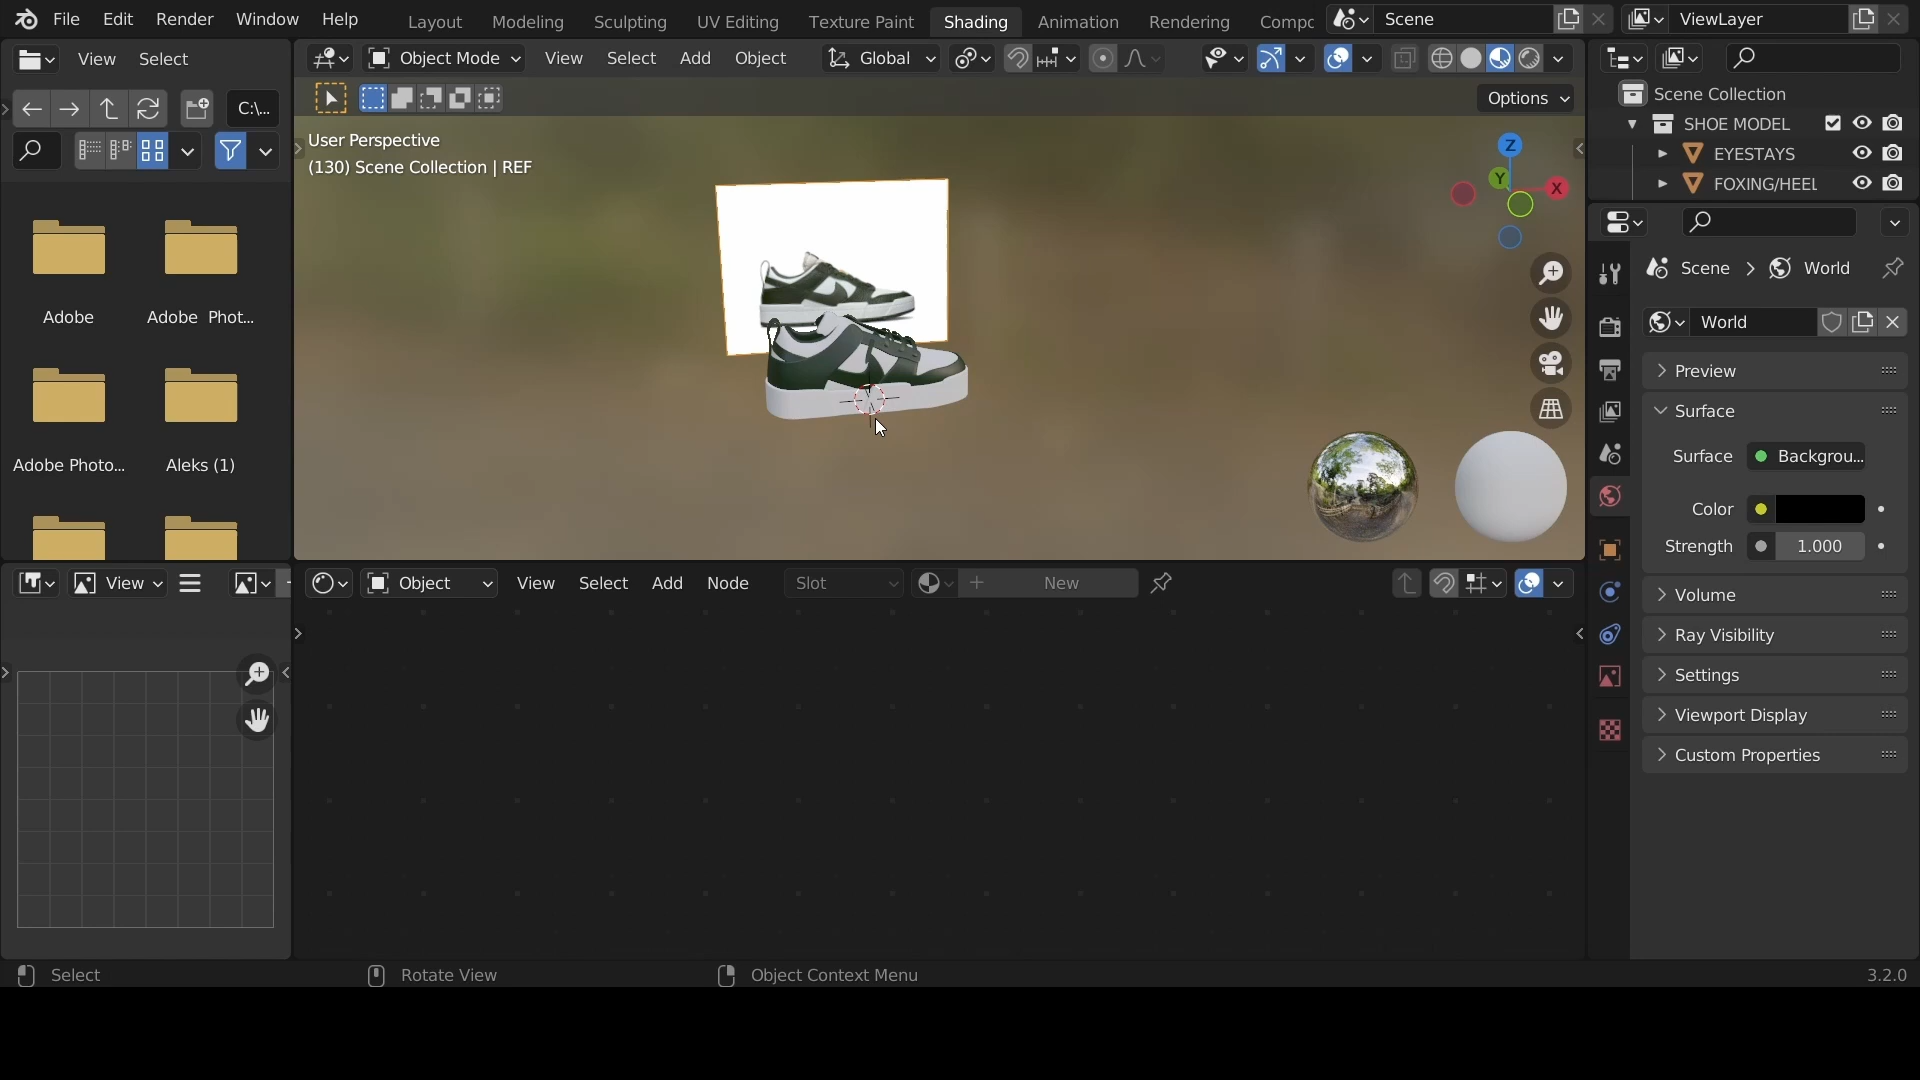 File Edit Render Window Help Layout Modeling Sculpting UV Editing Texture Paint Shading Animation Rendering Compo Scene ViewLayer
View Select
Object Mode View Select Add Object Global
C:\...
Options
User Perspective
(130) Scene Collection | REF
Z
Y
X
Adobe Adobe Phot...
Adobe Photo... Aleks (1)
Scene Collection
SHOE MODEL
EYESTAYS
FOXING/HEEL
Scene > World
World
Preview
Surface
Surface Backgrou...
Color
Strength 1.000
Volume
Ray Visibility
Settings
Viewport Display
Custom Properties
View
Object View Select Add Node Slot New
Select Rotate View Object Context Menu 3.2.0